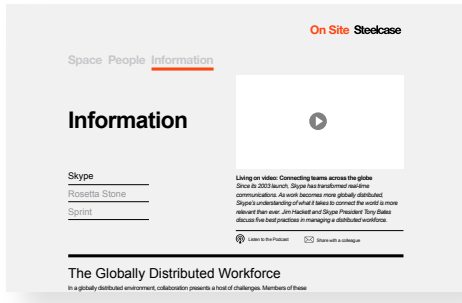 On Site Steelcase
Space People Information
Information
Skype
Rosetta Stone
Sprint
Living on video: Connecting teams across the globe
Since its 2003 launch, Skype has transformed real-time
communications. As work becomes more globally distributed,
Skype's understanding of what it takes to connect the world is more
relevant than ever. Jim Hackett and Skype President Tony Bates
discuss five best practices in managing a distributed workforce.
Listen to the Podcast
Share with a colleague
The Globally Distributed Workforce
In a globally distributed environment, collaboration presents a host of challenges. Members of these